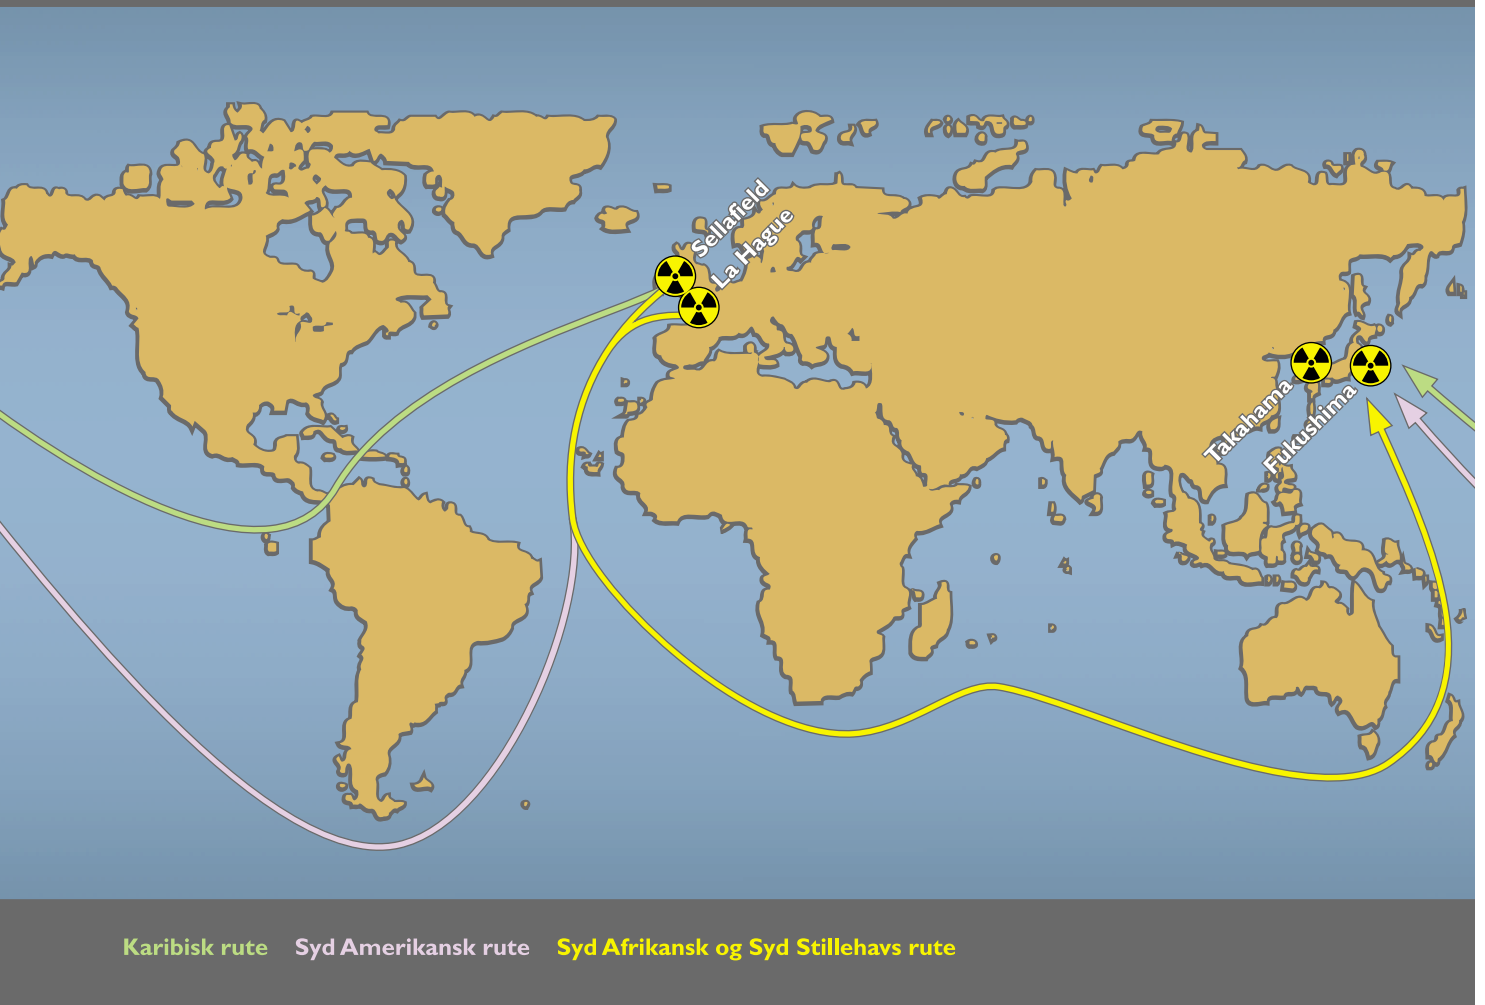 Sellafield
La Hague
Takahama
Fukushima
Karibisk rute Syd Amerikansk rute Syd Afrikansk og Syd Stillehavs rute